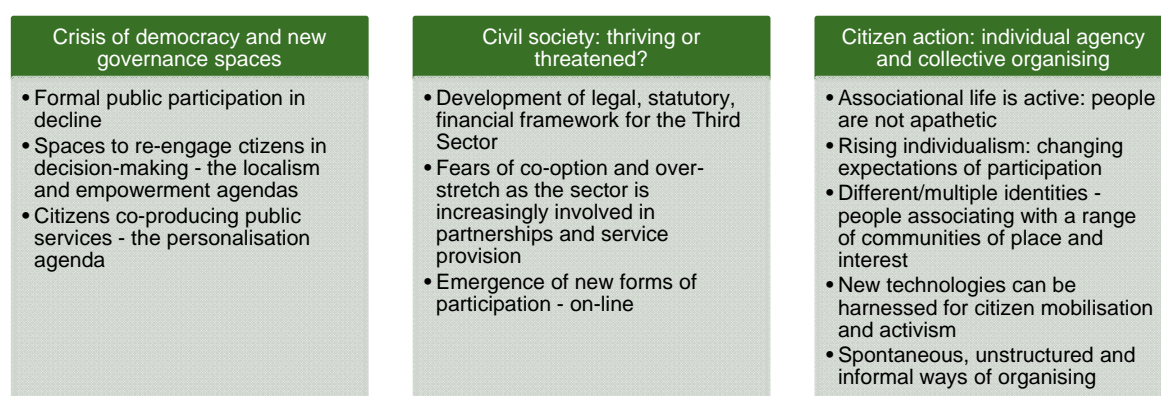 Crisis of democracy and new
governance spaces
• Formal public participation in
decline
• Spaces to re-engage ctizens in
decision-making - the localism
and empowerment agendas
• Citizens co-producing public
services - the personalisation
agenda
Civil society: thriving or
threatened?
• Development of legal, statutory,
financial framework for the Third
Sector
• Fears of co-option and over-
stretch as the sector is
increasingly involved in
partnerships and service
provision
• Emergence of new forms of
participation - on-line
Citizen action: individual agency
and collective organising
• Associational life is active: people
are not apathetic
• Rising individualism: changing
expectations of participation
• Different/multiple identities -
people associating with a range
of communities of place and
interest
• New technologies can be
harnessed for citizen mobilisation
and activism
• Spontaneous, unstructured and
informal ways of organising